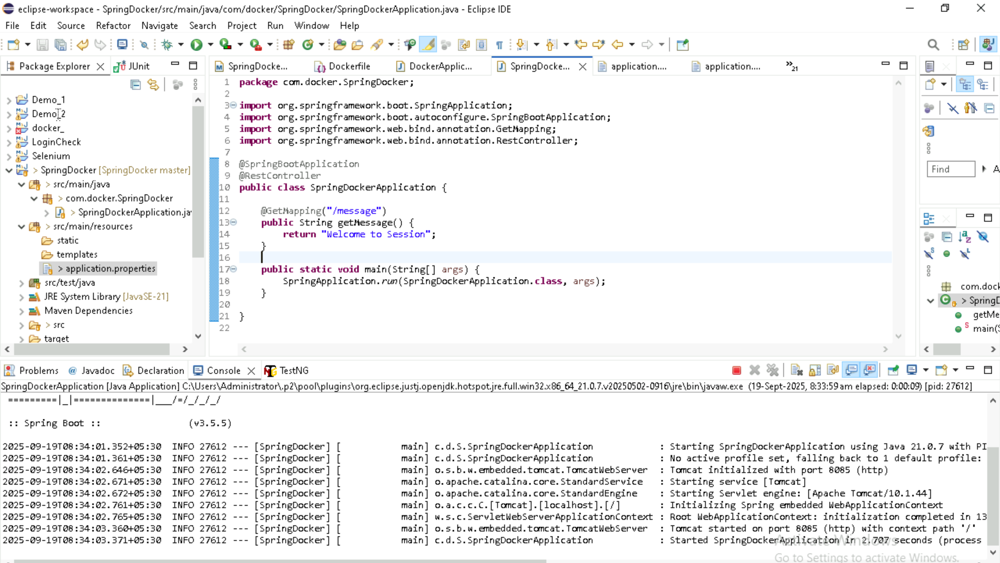 eclipse-workspace - SpringDocker/src/main/java/com/docker/SpringDocker/SpringDockerApplication.java - Eclipse IDE
File Edit Source Refactor Navigate Search Project Run Window Help
Package Explorer JUnit
Demo_1
Demo_2
docker_
LoginCheck
Selenium
> SpringDocker [SpringDocker master]
> src/main/java
> com.docker.SpringDocker
> SpringDockerApplication.ja
> src/main/resources
static
templates
> application.properties
src/test/java
JRE System Library [JavaSE-21]
Maven Dependencies
> src
target
SpringDocke... Dockerfile DockerApplic... SpringDocke... application.... application.... »21
1 package com.docker.SpringDocker;
2
3 import org.springframework.boot.SpringApplication;
4 import org.springframework.boot.autoconfigure.SpringBootApplication;
5 import org.springframework.web.bind.annotation.GetMapping;
6 import org.springframework.web.bind.annotation.RestController;
7
8 @SpringBootApplication
9 @RestController
10 public class SpringDockerApplication {
11
12 @GetMapping("/message")
13 public String getMessage() {
14 return "Welcome to Session";
15 }
16
17 public static void main(String[] args) {
18 SpringApplication.run(SpringDockerApplication.class, args);
19 }
20
21 }
22
Find A
com.dock
> SpringD
getMe
S main(S
Problems @ Javadoc Declaration Console TestNG
SpringDockerApplication [Java Application] C:\Users\Administrator\.p2\pool\plugins\org.eclipse.justj.openjdk.hotspot.jre.full.win32.x86_64_21.0.7.v20250502-0916\jre\bin\javaw.exe (19-Sept-2025, 8:33:59 am elapsed: 0:00:09) [pid: 27612]
=========|_|==============|___/=/_/_/_/
:: Spring Boot :: (v3.5.5)
2025-09-19T08:34:01.352+05:30 INFO 27612 --- [SpringDocker] [ main] c.d.S.SpringDockerApplication : Starting SpringDockerApplication using Java 21.0.7 with PI
2025-09-19T08:34:01.361+05:30 INFO 27612 --- [SpringDocker] [ main] c.d.S.SpringDockerApplication : No active profile set, falling back to 1 default profile:
2025-09-19T08:34:02.646+05:30 INFO 27612 --- [SpringDocker] [ main] o.s.b.w.embedded.tomcat.TomcatWebServer : Tomcat initialized with port 8085 (http)
2025-09-19T08:34:02.671+05:30 INFO 27612 --- [SpringDocker] [ main] o.apache.catalina.core.StandardService : Starting service [Tomcat]
2025-09-19T08:34:02.672+05:30 INFO 27612 --- [SpringDocker] [ main] o.apache.catalina.core.StandardEngine : Starting Servlet engine: [Apache Tomcat/10.1.44]
2025-09-19T08:34:02.761+05:30 INFO 27612 --- [SpringDocker] [ main] o.a.c.c.C.[Tomcat].[localhost].[/] : Initializing Spring embedded WebApplicationContext
2025-09-19T08:34:02.765+05:30 INFO 27612 --- [SpringDocker] [ main] w.s.c.ServletWebServerApplicationContext : Root WebApplicationContext: initialization completed in 13
2025-09-19T08:34:03.360+05:30 INFO 27612 --- [SpringDocker] [ main] o.s.b.w.embedded.tomcat.TomcatWebServer : Tomcat started on port 8085 (http) with context path '/'
2025-09-19T08:34:03.371+05:30 INFO 27612 --- [SpringDocker] [ main] c.d.S.SpringDockerApplication : Started SpringDockerApplication in 2.707 seconds (process
Activate Windows
Go to Settings to activate Windows.